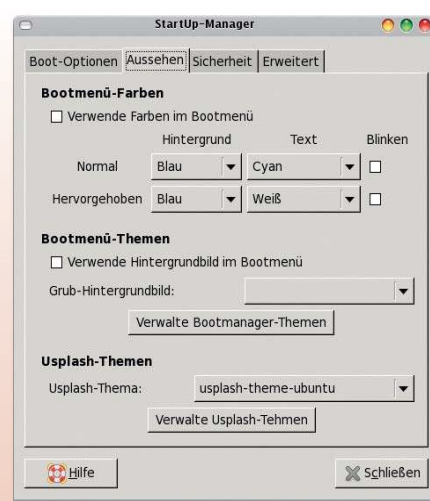 StartUp-Manager
Boot-Optionen Aussehen Sicherheit Erweitert
Bootmenü-Farben
Verwende Farben im Bootmenü
Hintergrund Text Blinken
Normal Blau Cyan
Hervorgehoben Blau Weiß
Bootmenü-Themen
Verwende Hintergrundbild im Bootmenü
Grub-Hintergrundbild:
Verwalte Bootmanager-Themen
Usplash-Themen
Usplash-Thema: usplash-theme-ubuntu
Verwalte Usplash-Tehmen
Hilfe Schließen